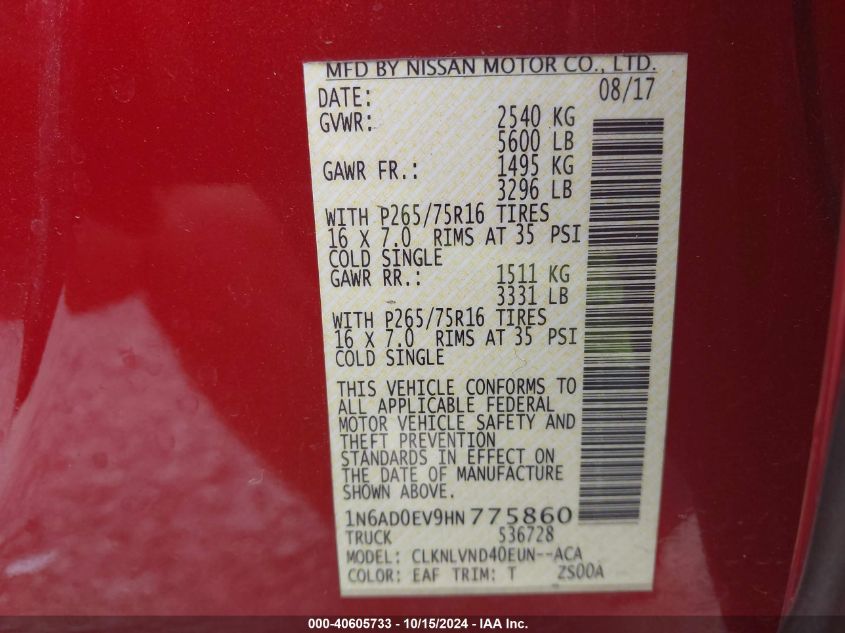 MFD BY NISSAN MOTOR CO., LTD.
DATE: 08/17
GVWR: 2540 KG
5600 LB
GAWR FR.: 1495 KG
3296 LB
WITH P265/75R16 TIRES
16 X 7.0 RIMS AT 35 PSI
COLD SINGLE
GAWR RR.: 1511 KG
3331 LB
WITH P265/75R16 TIRES
16 X 7.0 RIMS AT 35 PSI
COLD SINGLE
THIS VEHICLE CONFORMS TO
ALL APPLICABLE FEDERAL
MOTOR VEHICLE SAFETY AND
THEFT PREVENTION
STANDARDS IN EFFECT ON
THE DATE OF MANUFACTURE
SHOWN ABOVE.
1N6AD0EV9HN775860
TRUCK 536728
MODEL: CLKNLVND40EUN--ACA
COLOR: EAF TRIM: T ZS00A
000-40605733 - 10/15/2024 - IAA Inc.